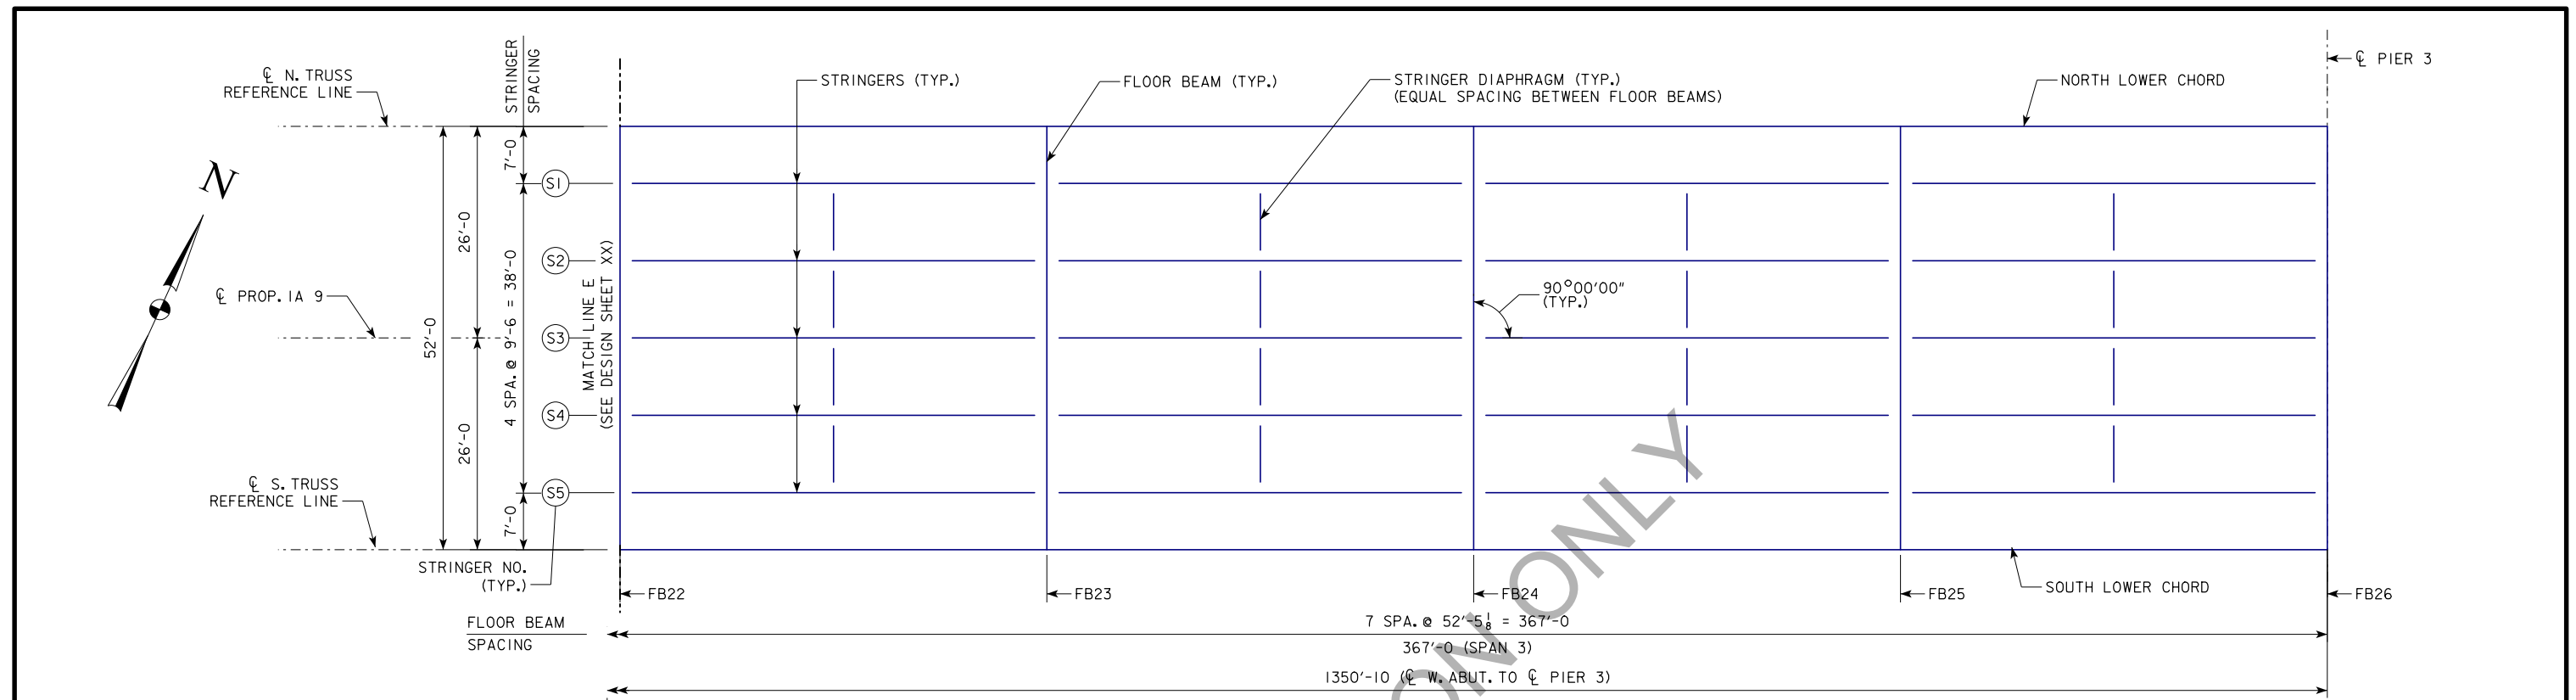 ℄ N. TRUSS
REFERENCE LINE
STRINGER
SPACING
STRINGERS (TYP.)
FLOOR BEAM (TYP.)
STRINGER DIAPHRAGM (TYP.)
(EQUAL SPACING BETWEEN FLOOR BEAMS)
NORTH LOWER CHORD
℄ PIER 3
N
7'-0
S1
26'-0
S2
℄ PROP. IA 9
52'-0
4 SPA. @ 9'-6 = 38'-0
MATCH LINE E
(SEE DESIGN SHEET XX)
S3
90°00'00"
(TYP.)
S4
26'-0
℄ S. TRUSS
REFERENCE LINE
S5
7'-0
STRINGER NO.
(TYP.)
SOUTH LOWER CHORD
FB22
FB23
FB24
FB25
FB26
FLOOR BEAM
SPACING
7 SPA. @ 52'-5⅛ = 367'-0
367'-0 (SPAN 3)
1350'-10 (℄ W. ABUT. TO ℄ PIER 3)
ON ONLY